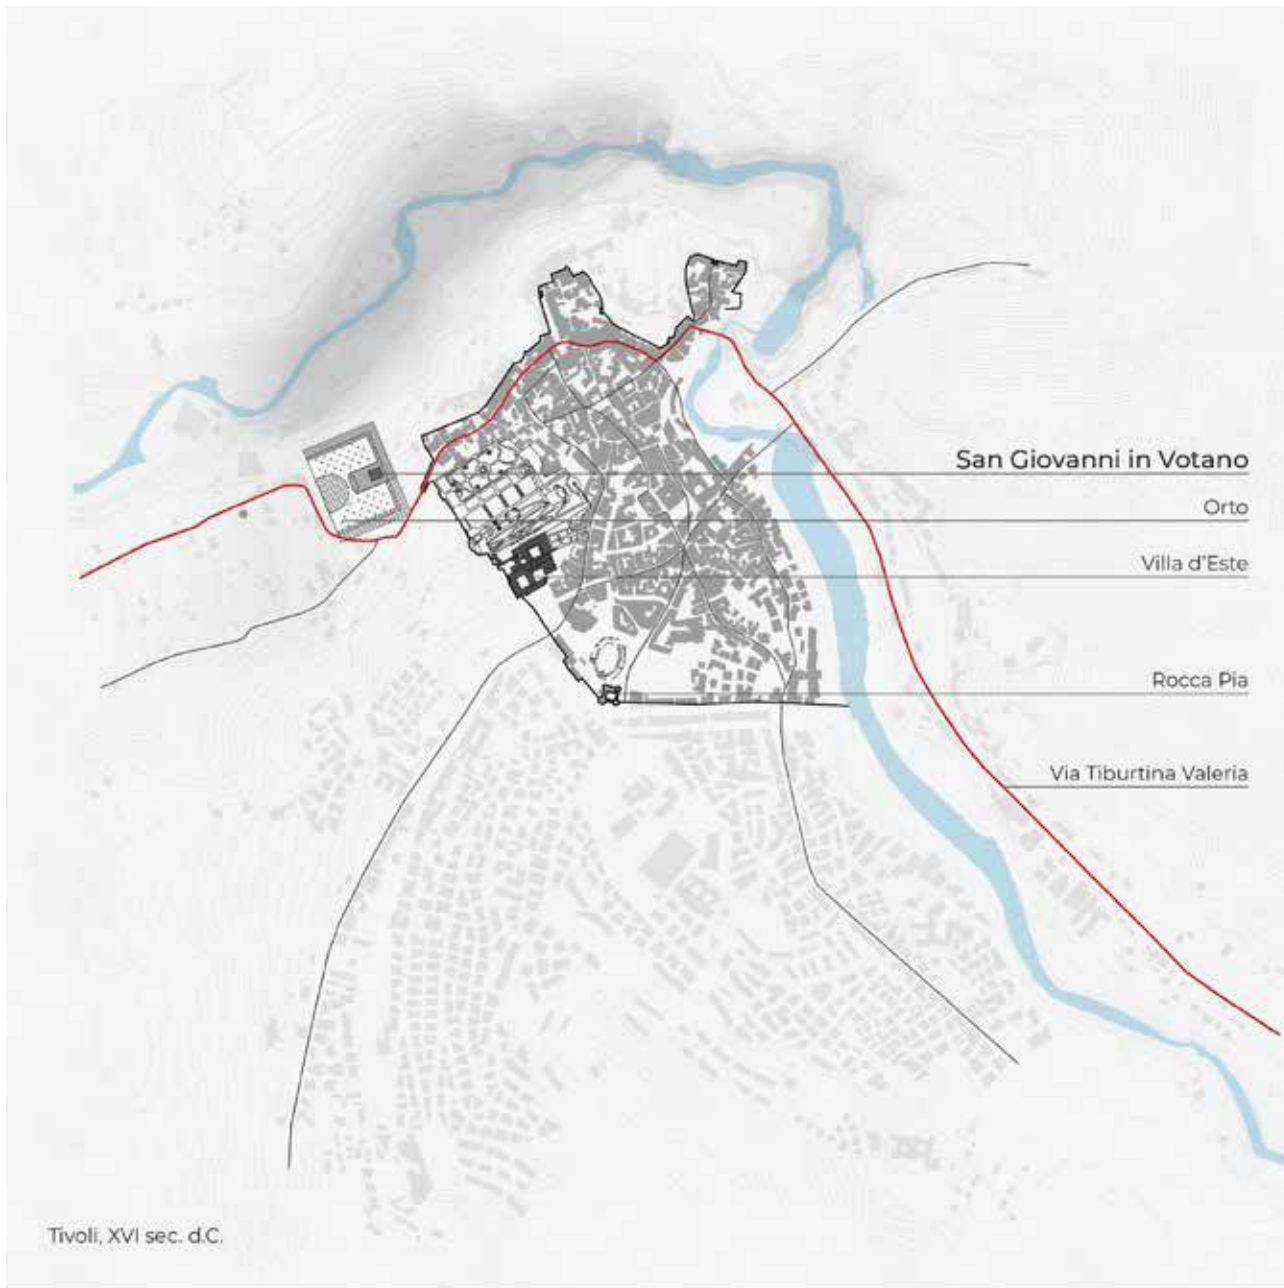 San Giovanni in Votano
Orto
Villa d'Este
Rocca Pia
Via Tiburtina Valeria
Tivoli, XVI sec. d.C.